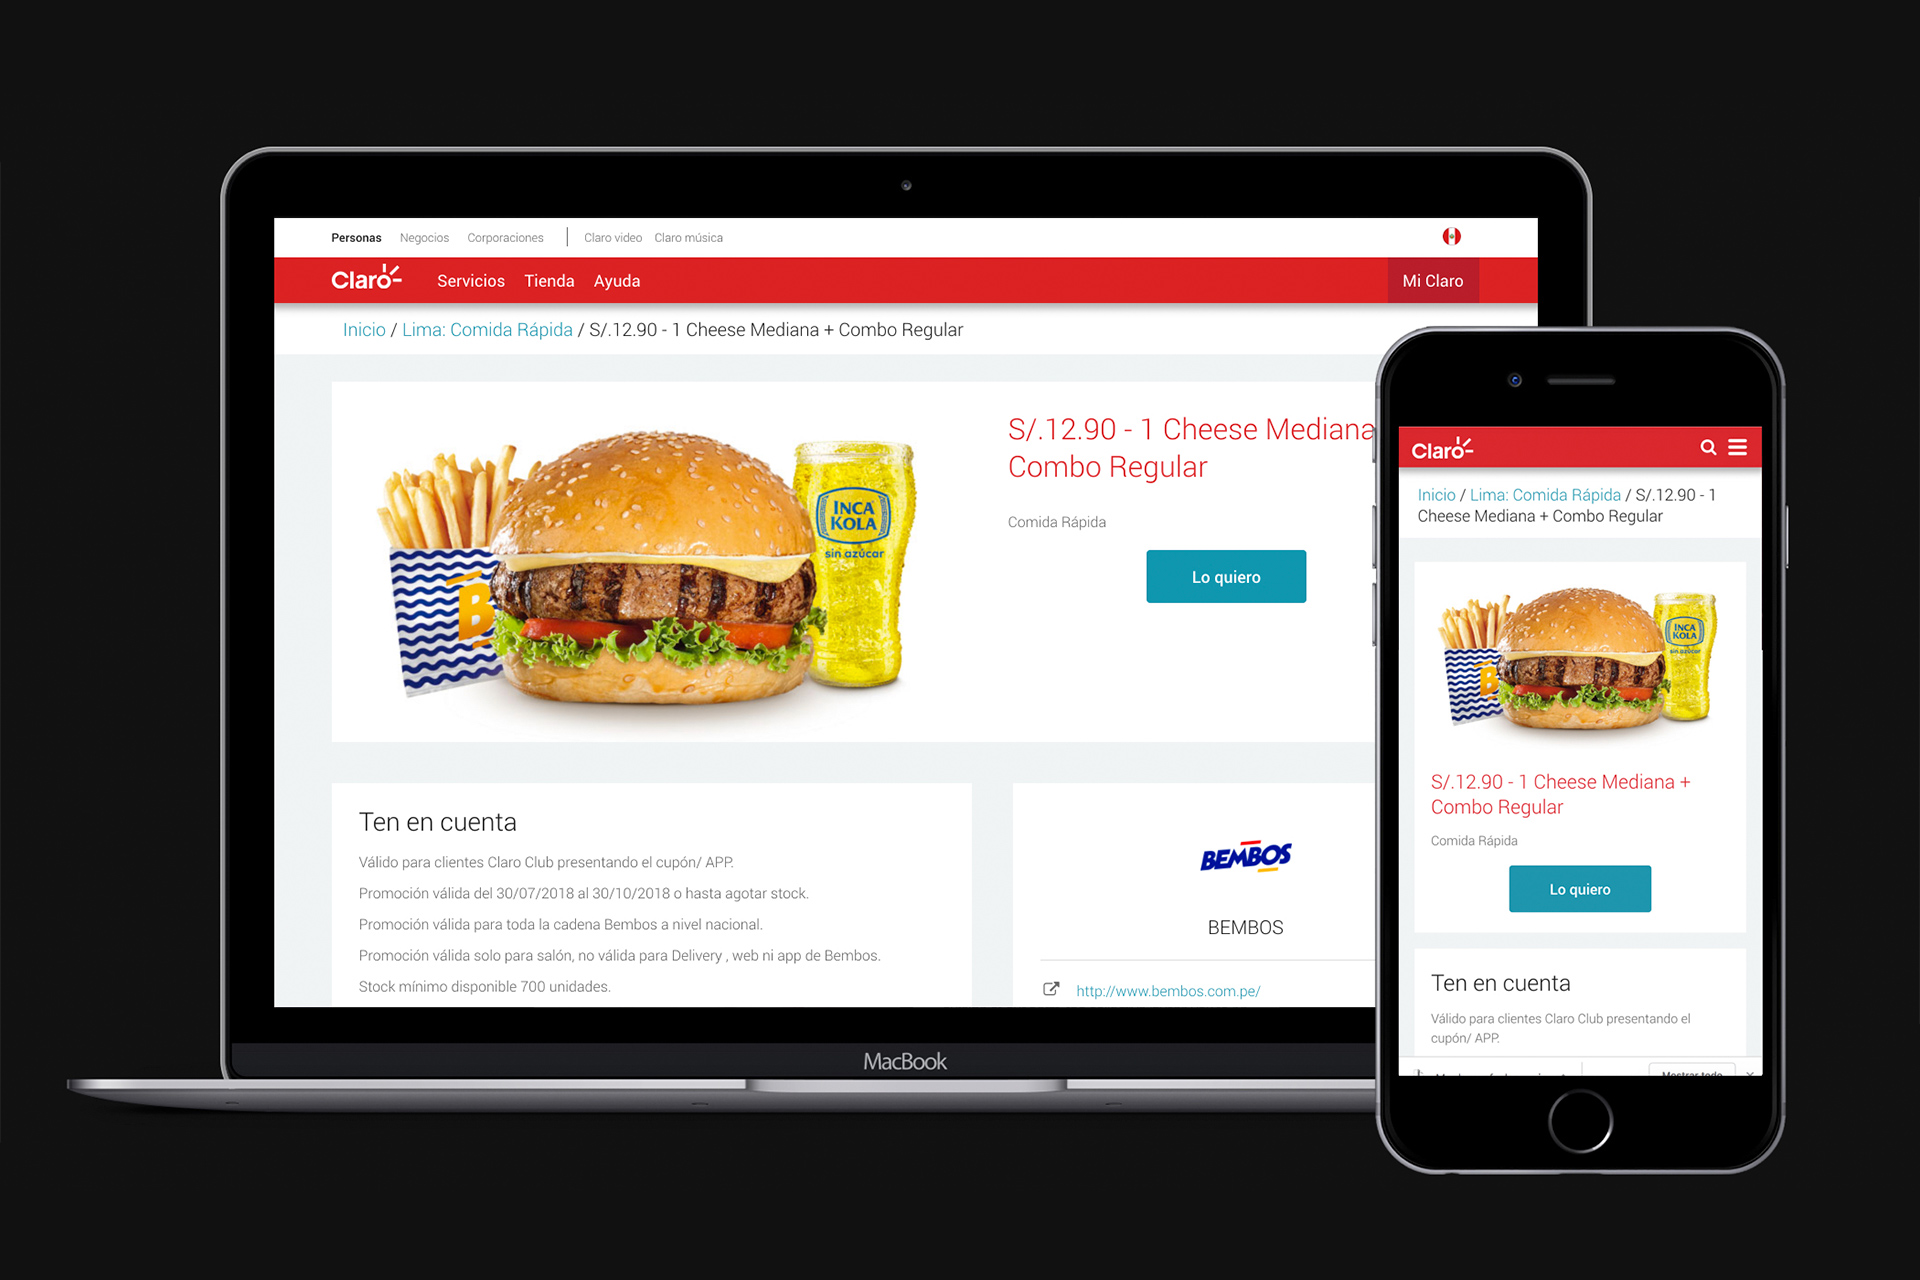 Personas Negocios Corporaciones Claro video Claro música
Claro Servicios Tienda Ayuda Mi Claro
Inicio / Lima: Comida Rápida / S/.12.90 - 1 Cheese Mediana + Combo Regular
S/.12.90 - 1 Cheese Mediana
Combo Regular
Comida Rápida
Lo quiero
INCA
KOLA
sin azúcar
B
Ten en cuenta
Válido para clientes Claro Club presentando el cupón/ APP.
Promoción válida del 30/07/2018 al 30/10/2018 o hasta agotar stock.
Promoción válida para toda la cadena Bembos a nivel nacional.
Promoción válida solo para salón, no válida para Delivery , web ni app de Bembos.
Stock mínimo disponible 700 unidades.
BEMBOS
BEMBOS
http://www.bembos.com.pe/
MacBook
Claro
Inicio / Lima: Comida Rápida / S/.12.90 - 1
Cheese Mediana + Combo Regular
INCA
KOLA
sin azúcar
B
S/.12.90 - 1 Cheese Mediana +
Combo Regular
Comida Rápida
Lo quiero
Ten en cuenta
Válido para clientes Claro Club presentando el
cupón/ APP.
Mostrar todo